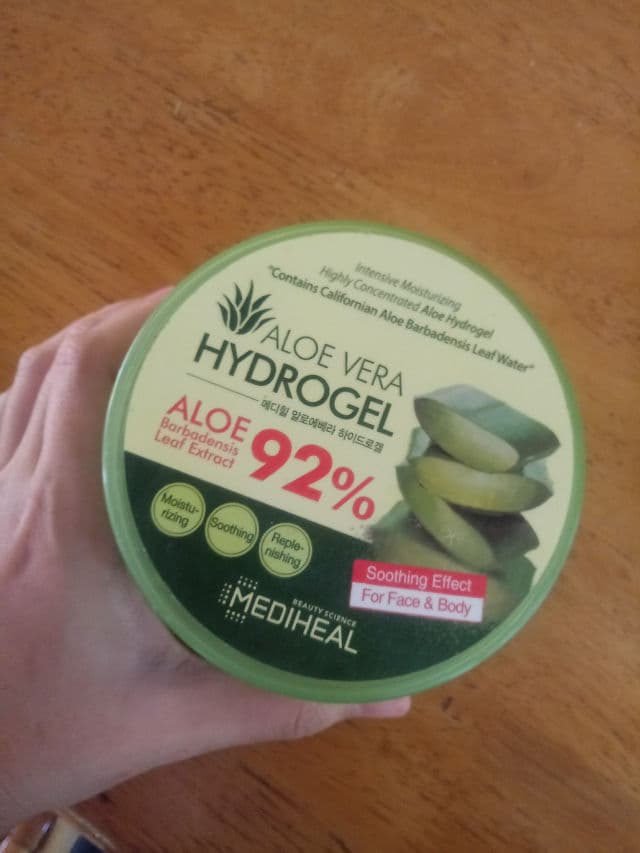 Intensive Moisturizing
Highly Concentrated Aloe Hydrogel
"Contains Californian Aloe Barbadensis Leaf Water"
ALOE VERA
HYDROGEL
메디힐 알로에베라 하이드로겔
ALOE
Barbadensis
Leaf Extract
92%
Moistu-
rizing
Soothing
Reple-
nishing
Soothing Effect
For Face & Body
BEAUTY SCIENCE
MEDIHEAL